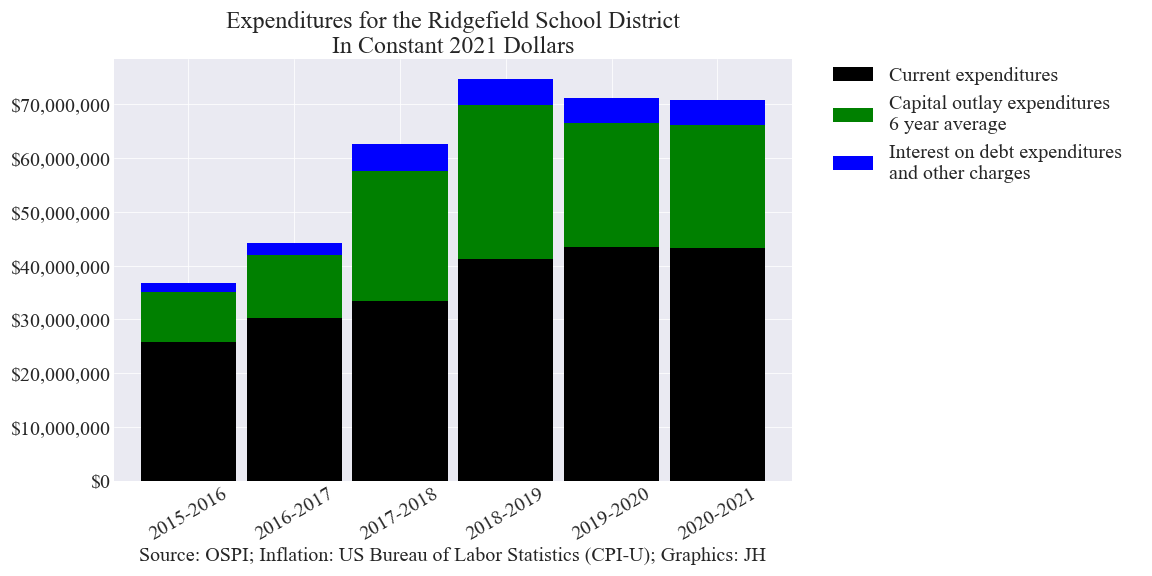 Expenditures for the Ridgefield School District
In Constant 2021 Dollars
Current expenditures
Capital outlay expenditures
6 year average
Interest on debt expenditures
and other charges
$70,000,000
$60,000,000
$50,000,000
$40,000,000
$30,000,000
$20,000,000
$10,000,000
$0
2015-2016
2016-2017
2017-2018
2018-2019
2019-2020
2020-2021
Source: OSPI; Inflation: US Bureau of Labor Statistics (CPI-U); Graphics: JH